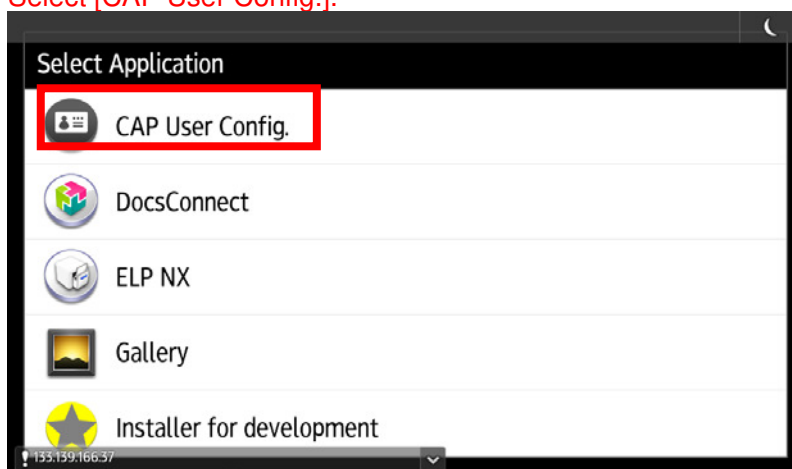 Select [CAP User Config.].
Select Application
CAP User Config.
DocsConnect
ELP NX
Gallery
Installer for development
133.139.166.37